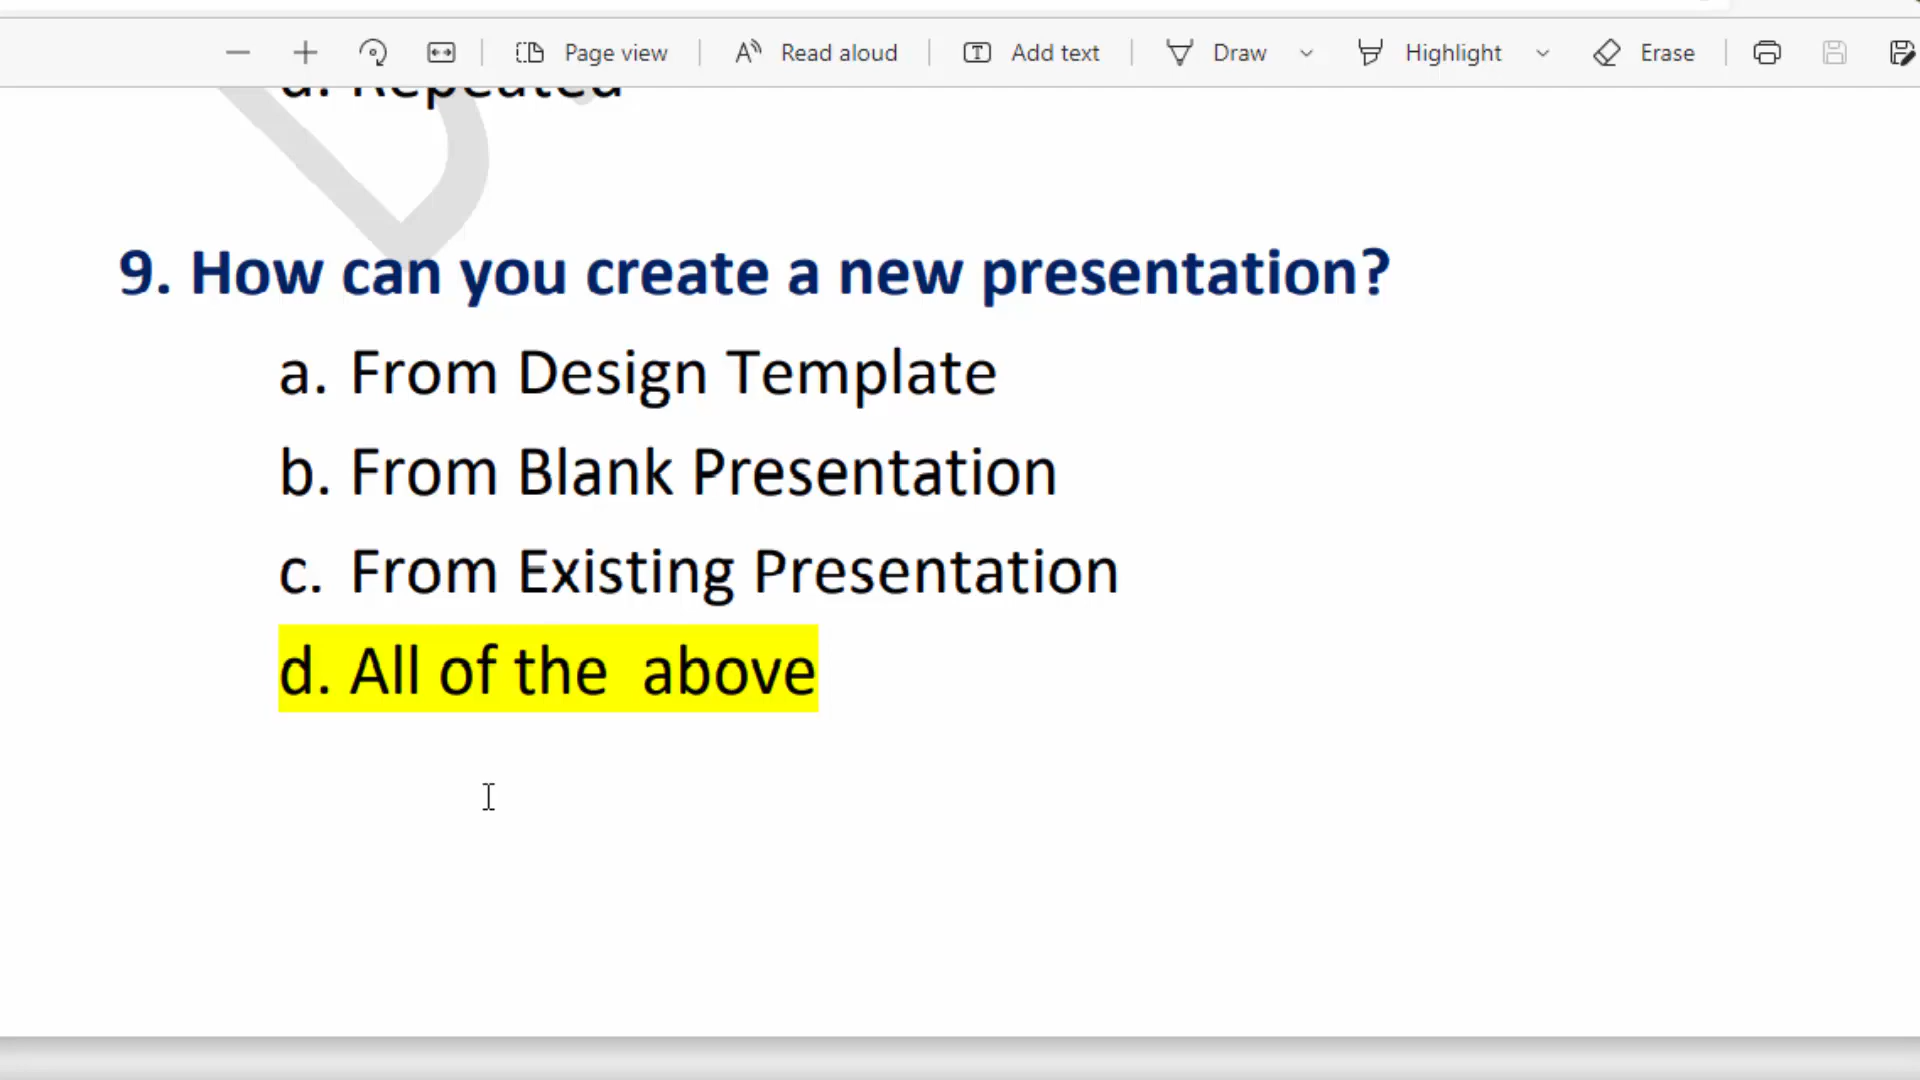 Page view
Read aloud
Add text
Draw
Highlight
Erase
d. Repeated
9. How can you create a new presentation?
a. From Design Template
b. From Blank Presentation
c. From Existing Presentation
d. All of the  above